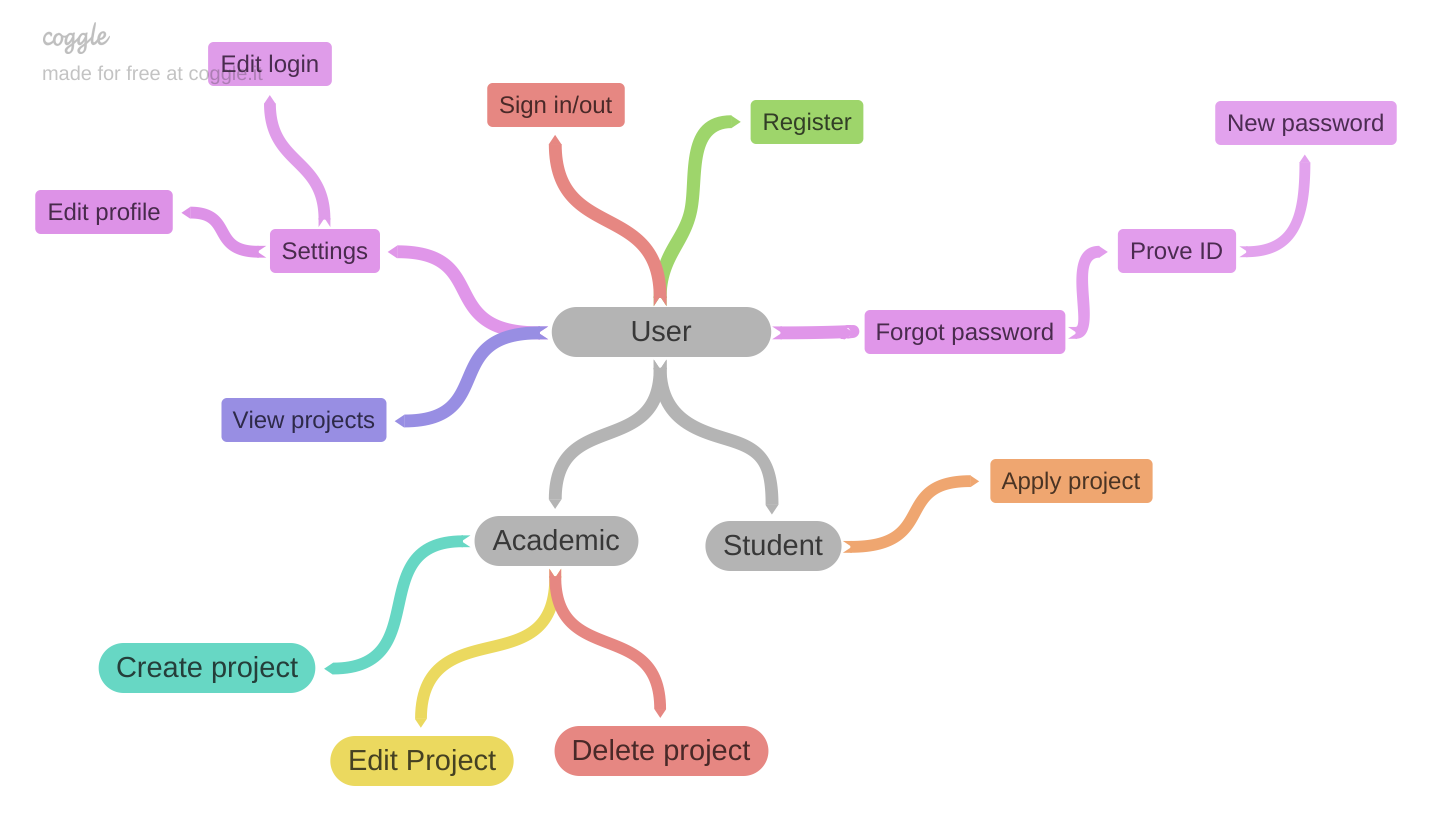 coggle
made for free at coggle.it
Edit login
Sign in/out
Register
New password
Edit profile
Settings
Prove ID
User
Forgot password
View projects
Apply project
Academic
Student
Create project
Edit Project
Delete project